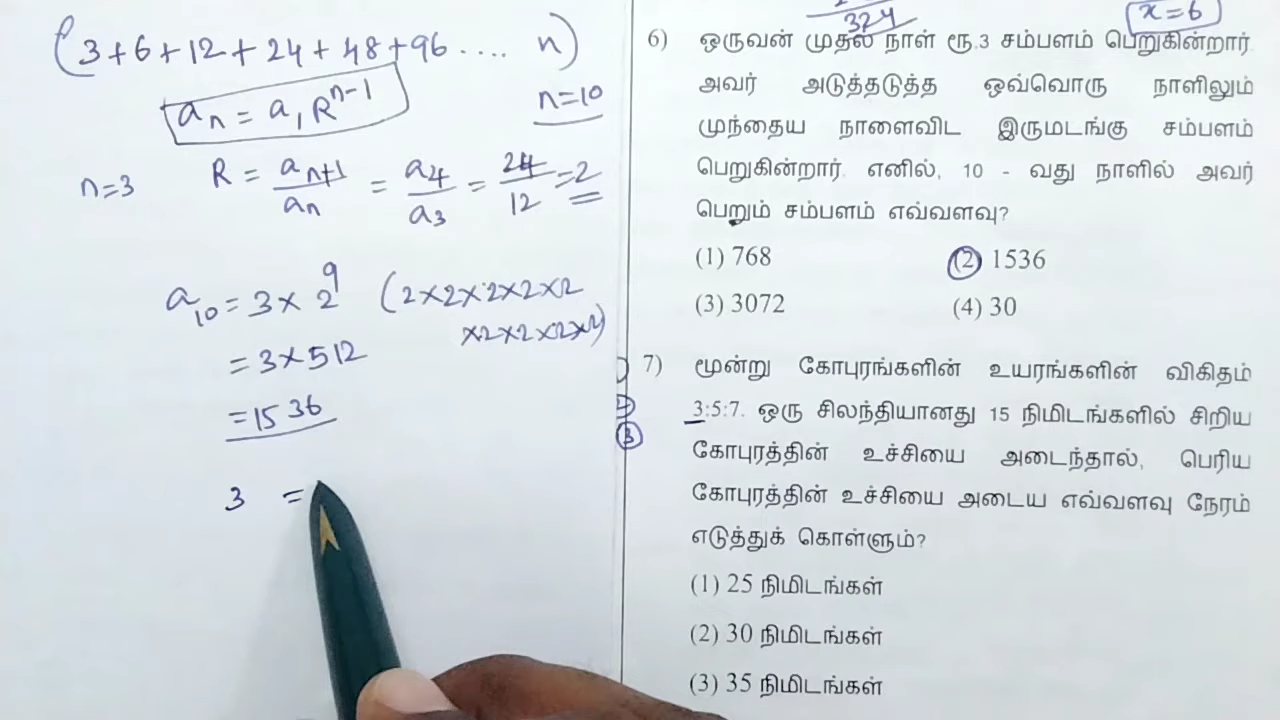 (3+6+12+24+48+96.... n)
aₙ = a₁Rⁿ⁻¹
n=10
n=3 R = aₙ₊₁/aₙ = a₄/a₃ = 24/12 = 2
a₁₀ = 3×2⁹ (2×2×2×2×2
×2×2×2×2)
= 3×512
= 1536
3 =
324
x=6
6) ஒருவன் முதல் நாள் ரூ.3 சம்பளம் பெறுகின்றார்.
அவர் அடுத்தடுத்த ஒவ்வொரு நாளிலும்
முந்தைய நாளைவிட இருமடங்கு சம்பளம்
பெறுகின்றார். எனில், 10 - வது நாளில் அவர்
பெறும் சம்பளம் எவ்வளவு?
(1) 768 (2) 1536
(3) 3072 (4) 30
7) மூன்று கோபுரங்களின் உயரங்களின் விகிதம்
3:5:7. ஒரு சிலந்தியானது 15 நிமிடங்களில் சிறிய
கோபுரத்தின் உச்சியை அடைந்தால், பெரிய
கோபுரத்தின் உச்சியை அடைய எவ்வளவு நேரம்
எடுத்துக் கொள்ளும்?
(1) 25 நிமிடங்கள்
(2) 30 நிமிடங்கள்
(3) 35 நிமிடங்கள்